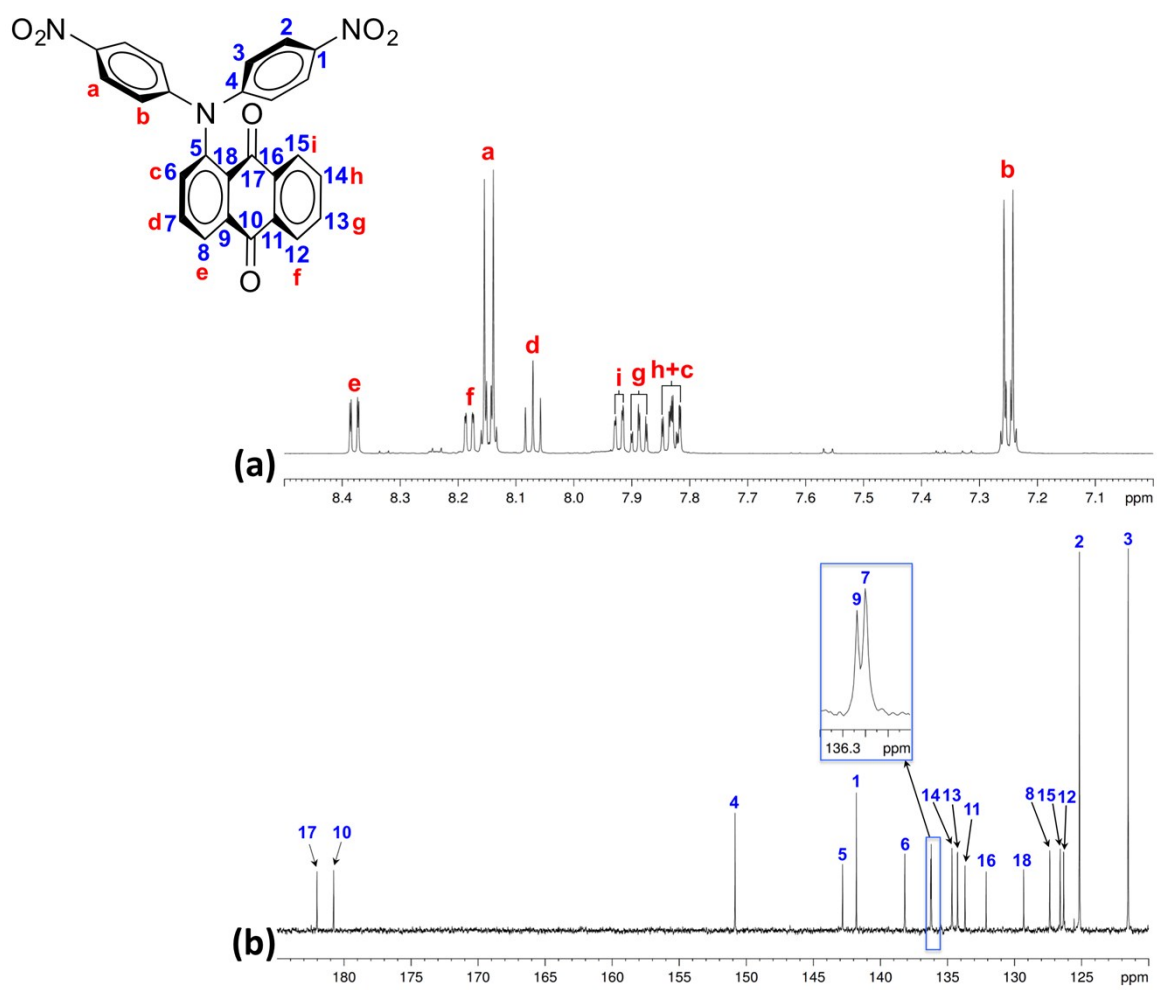 O₂N
NO₂
2
3
1
4
a
b
N
O
5
18
16
15 i
c 6
17
14 h
d 7
10
13 g
9
11
8
12
e
f
O
a
b
d
e
f
i
g
h+c
(a)
8.4 8.3 8.2 8.1 8.0 7.9 7.8 7.7 7.6 7.5 7.4 7.3 7.2 7.1 ppm
2
3
7
9
136.3 ppm
1
14 13
11
8 15 12
4
17 10
5
6
16
18
(b)
180 175 170 165 160 155 150 145 140 135 130 125 ppm